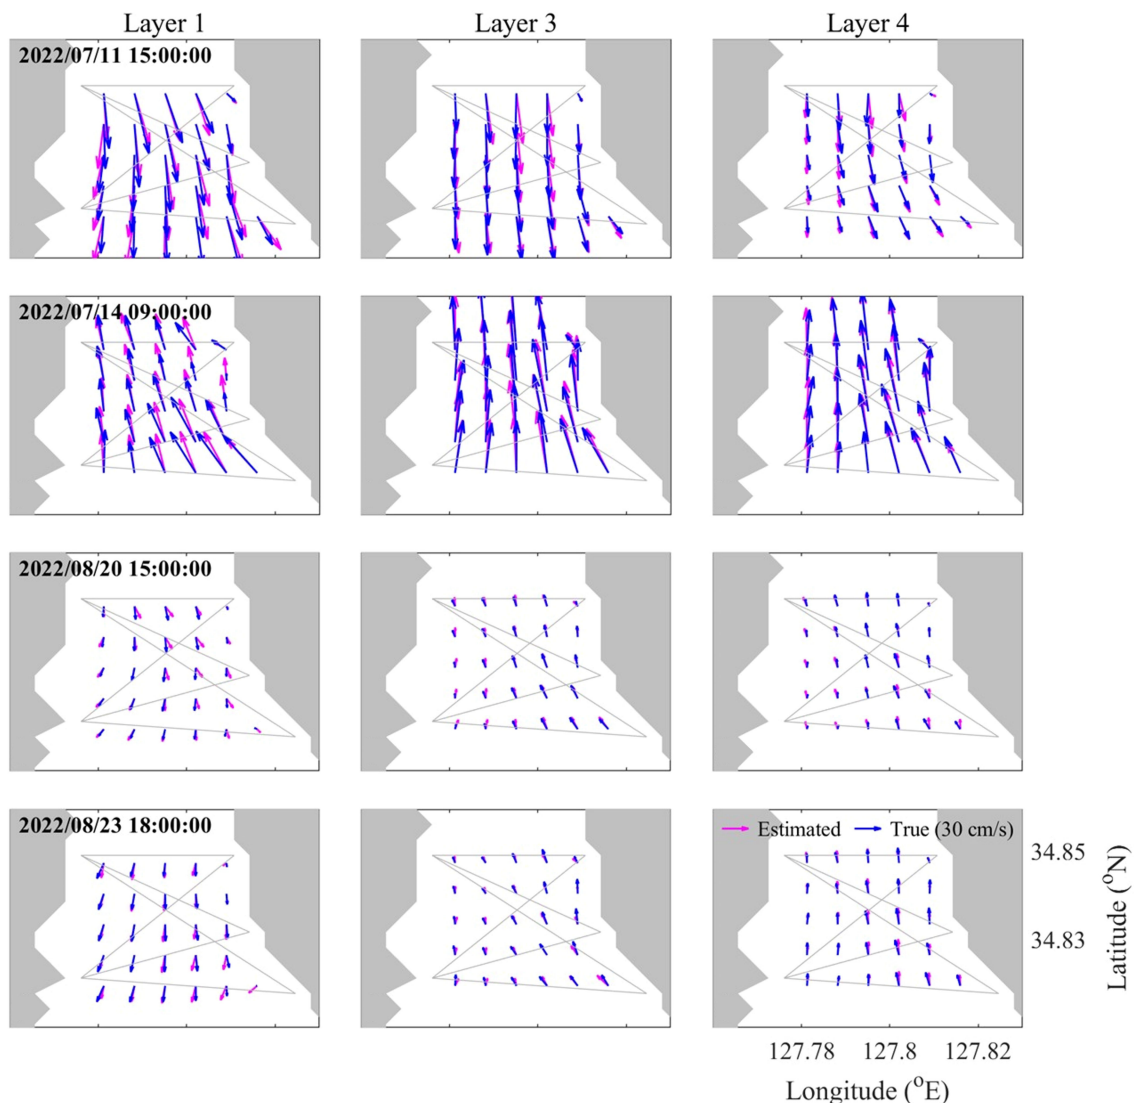 Layer 1
Layer 3
Layer 4
2022/07/11 15:00:00
2022/07/14 09:00:00
2022/08/20 15:00:00
2022/08/23 18:00:00
Estimated
True (30 cm/s)
34.85
34.83
Latitude (°N)
127.78
127.8
127.82
Longitude (°E)